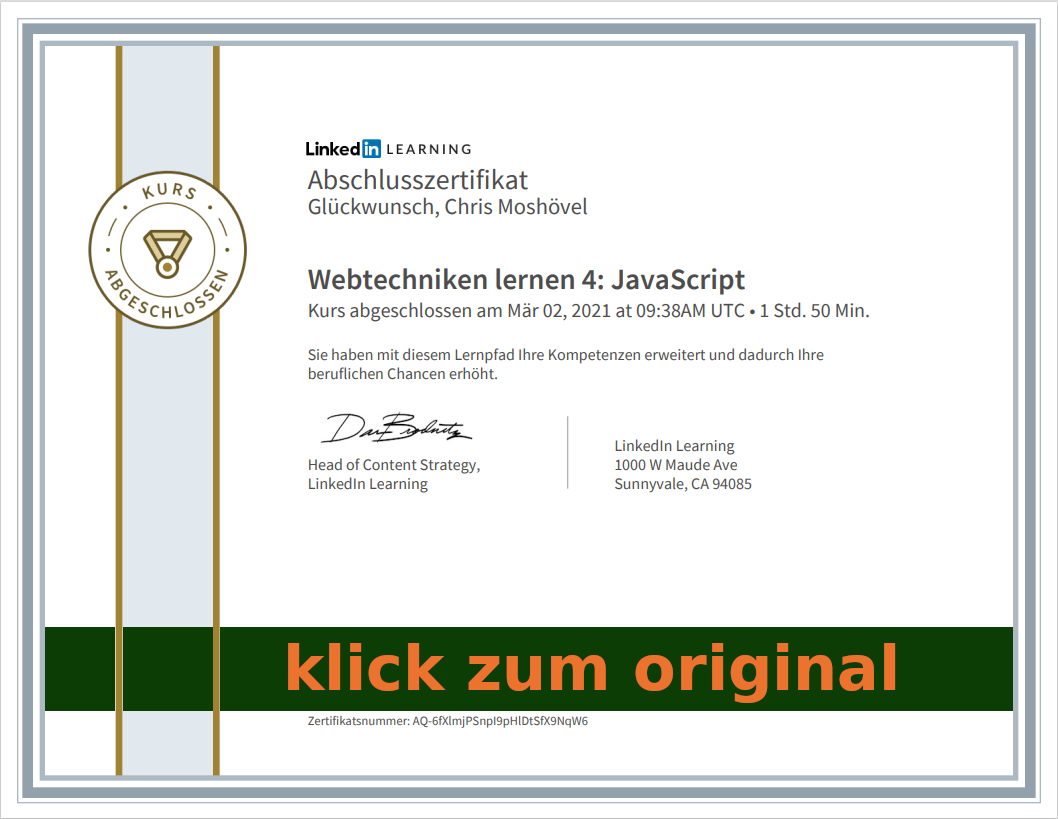 Linked in LEARNING
Abschlusszertifikat
Glückwunsch, Chris Moshövel
KURS
ABGESCHLOSSEN
Webtechniken lernen 4: JavaScript
Kurs abgeschlossen am Mär 02, 2021 at 09:38AM UTC • 1 Std. 50 Min.
Sie haben mit diesem Lernpfad Ihre Kompetenzen erweitert und dadurch Ihre
beruflichen Chancen erhöht.
Head of Content Strategy,
LinkedIn Learning
LinkedIn Learning
1000 W Maude Ave
Sunnyvale, CA 94085
klick zum original
Zertifikatsnummer: AQ-6fXlmjPSnpI9pHlDtSfX9NqW6